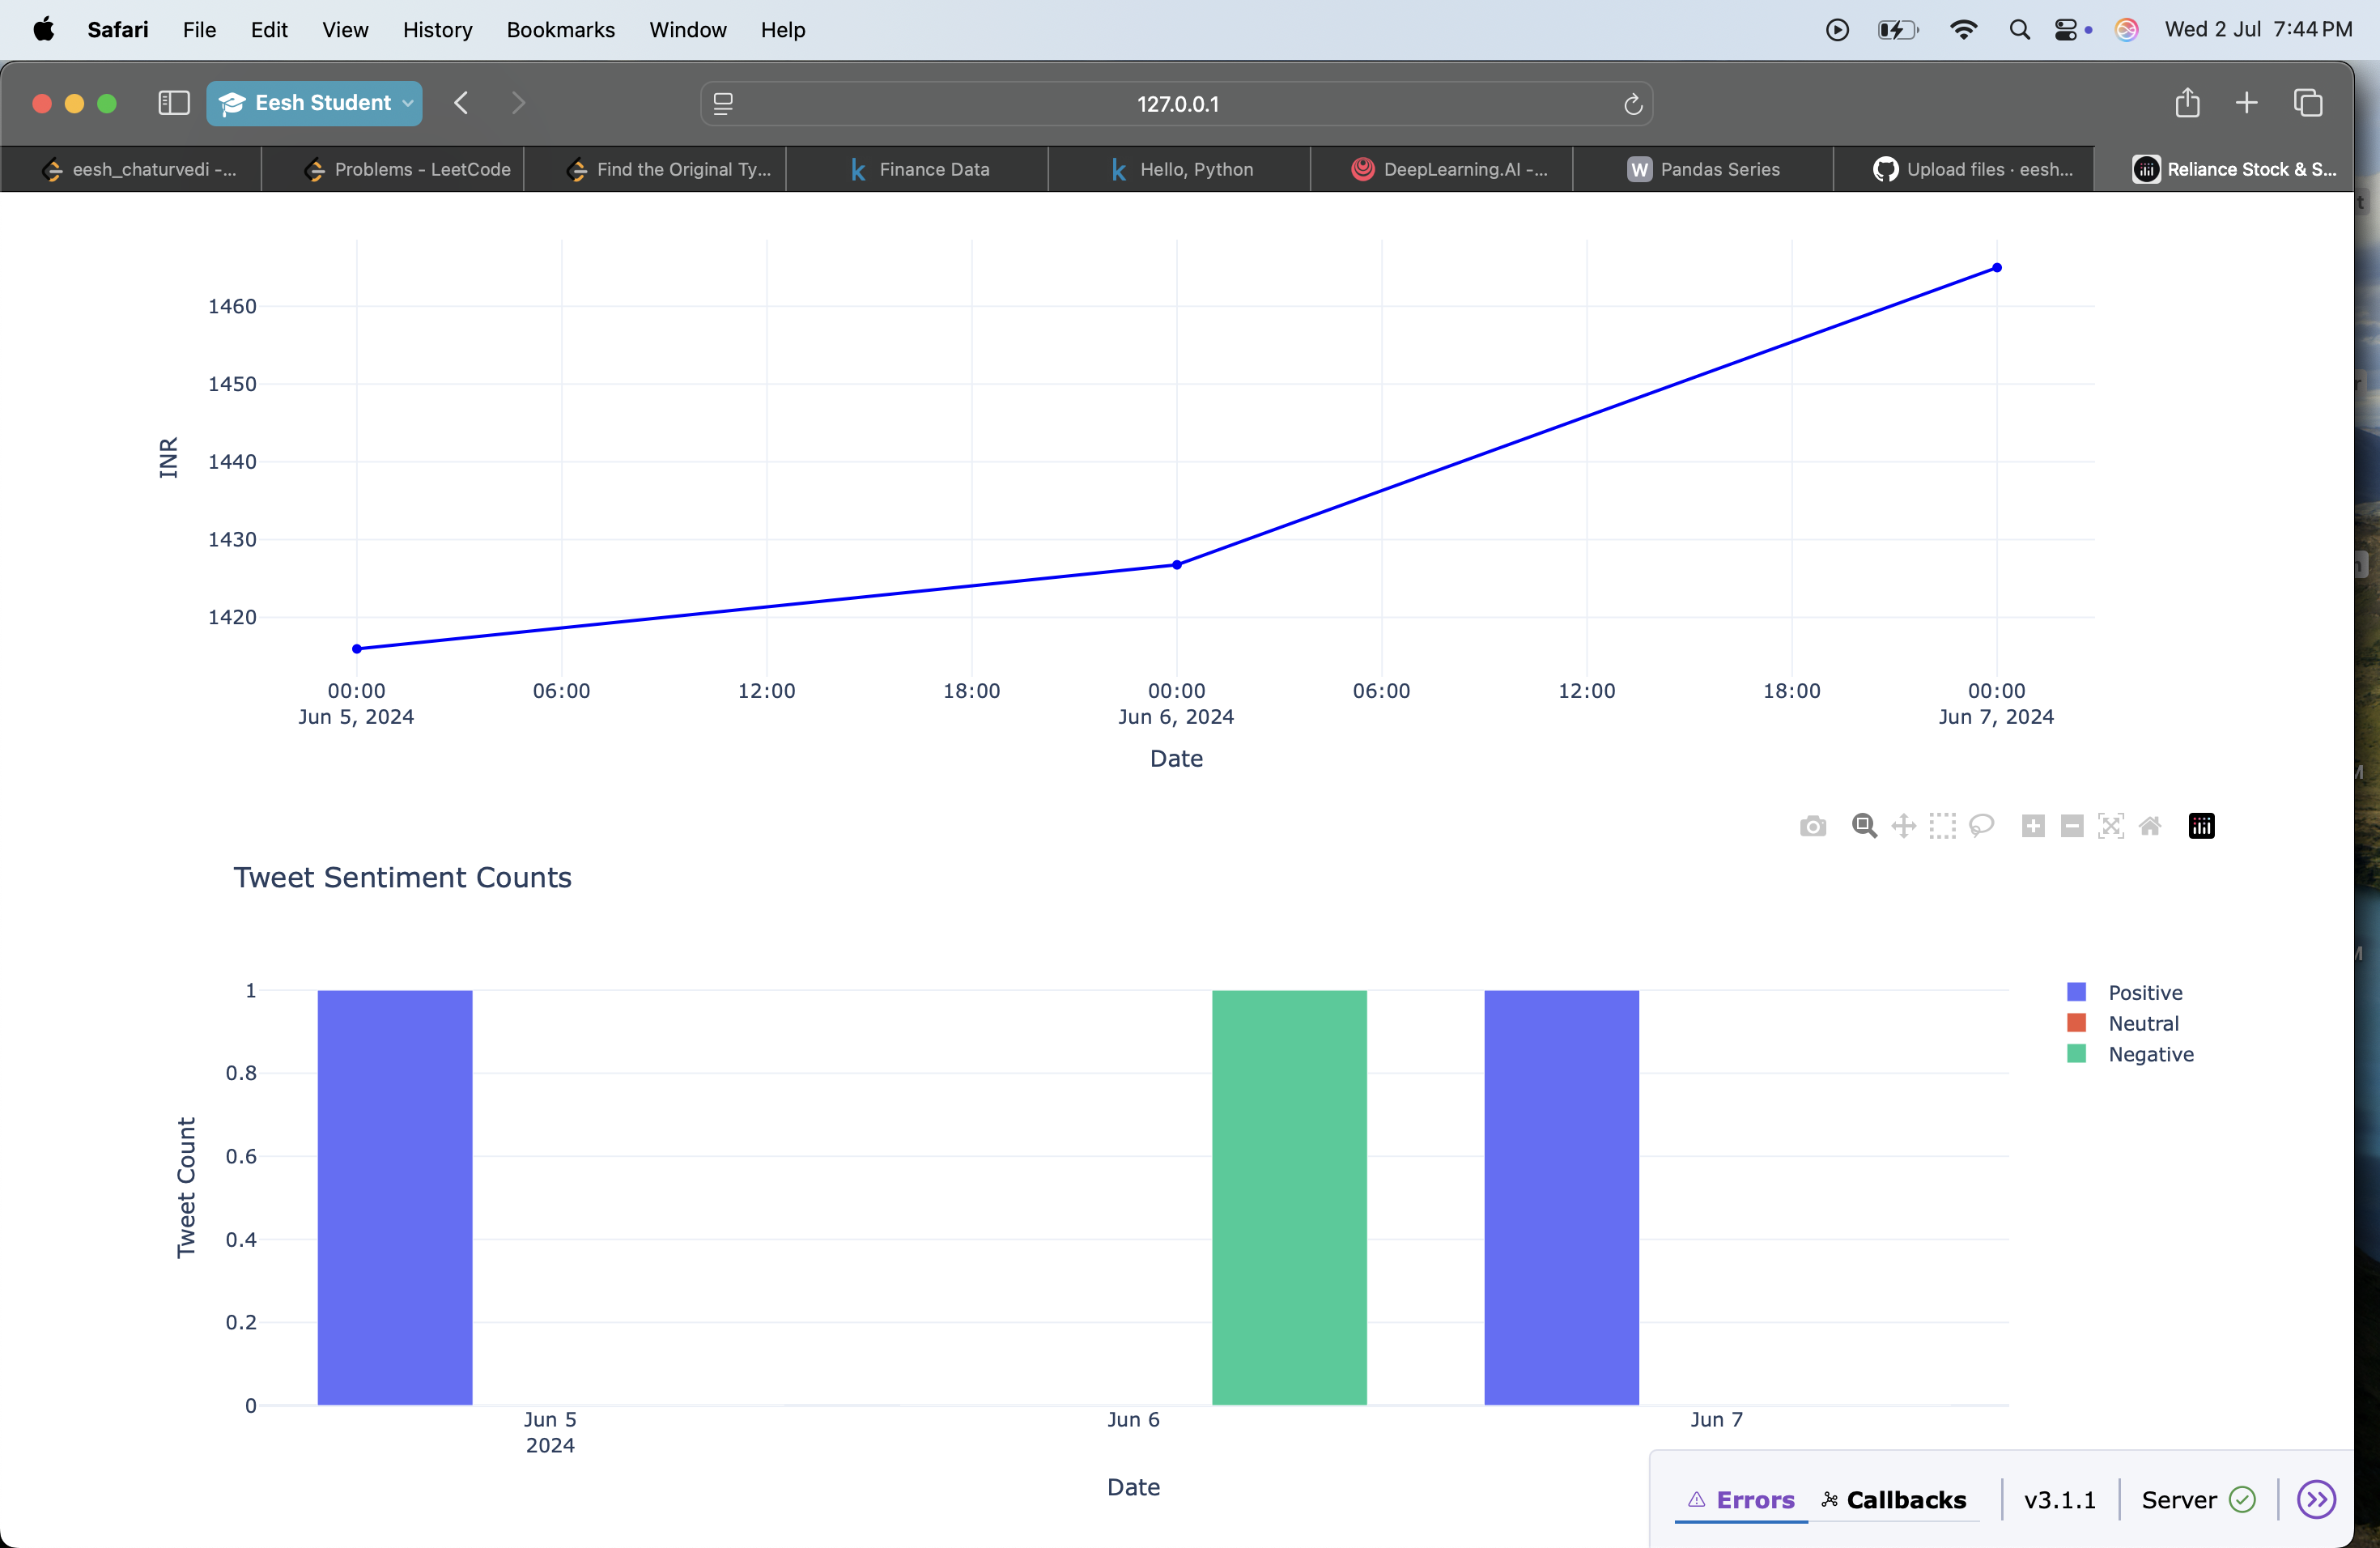 Safari File Edit View History Bookmarks Window Help Wed 2 Jul 7:44 PM
Eesh Student 127.0.0.1
eesh_chaturvedi -... Problems - LeetCode Find the Original Ty... Finance Data Hello, Python DeepLearning.AI -... W Pandas Series Upload files · eesh... Reliance Stock & S...
1460
1450
INR
1440
1430
1420
00:00 06:00 12:00 18:00 00:00 06:00 12:00 18:00 00:00
Jun 5, 2024 Jun 6, 2024 Jun 7, 2024
Date
Tweet Sentiment Counts
1
Positive
Neutral
Negative
0.8
Tweet Count
0.6
0.4
0.2
0
Jun 5 Jun 6 Jun 7
2024
Date
Errors Callbacks v3.1.1 Server